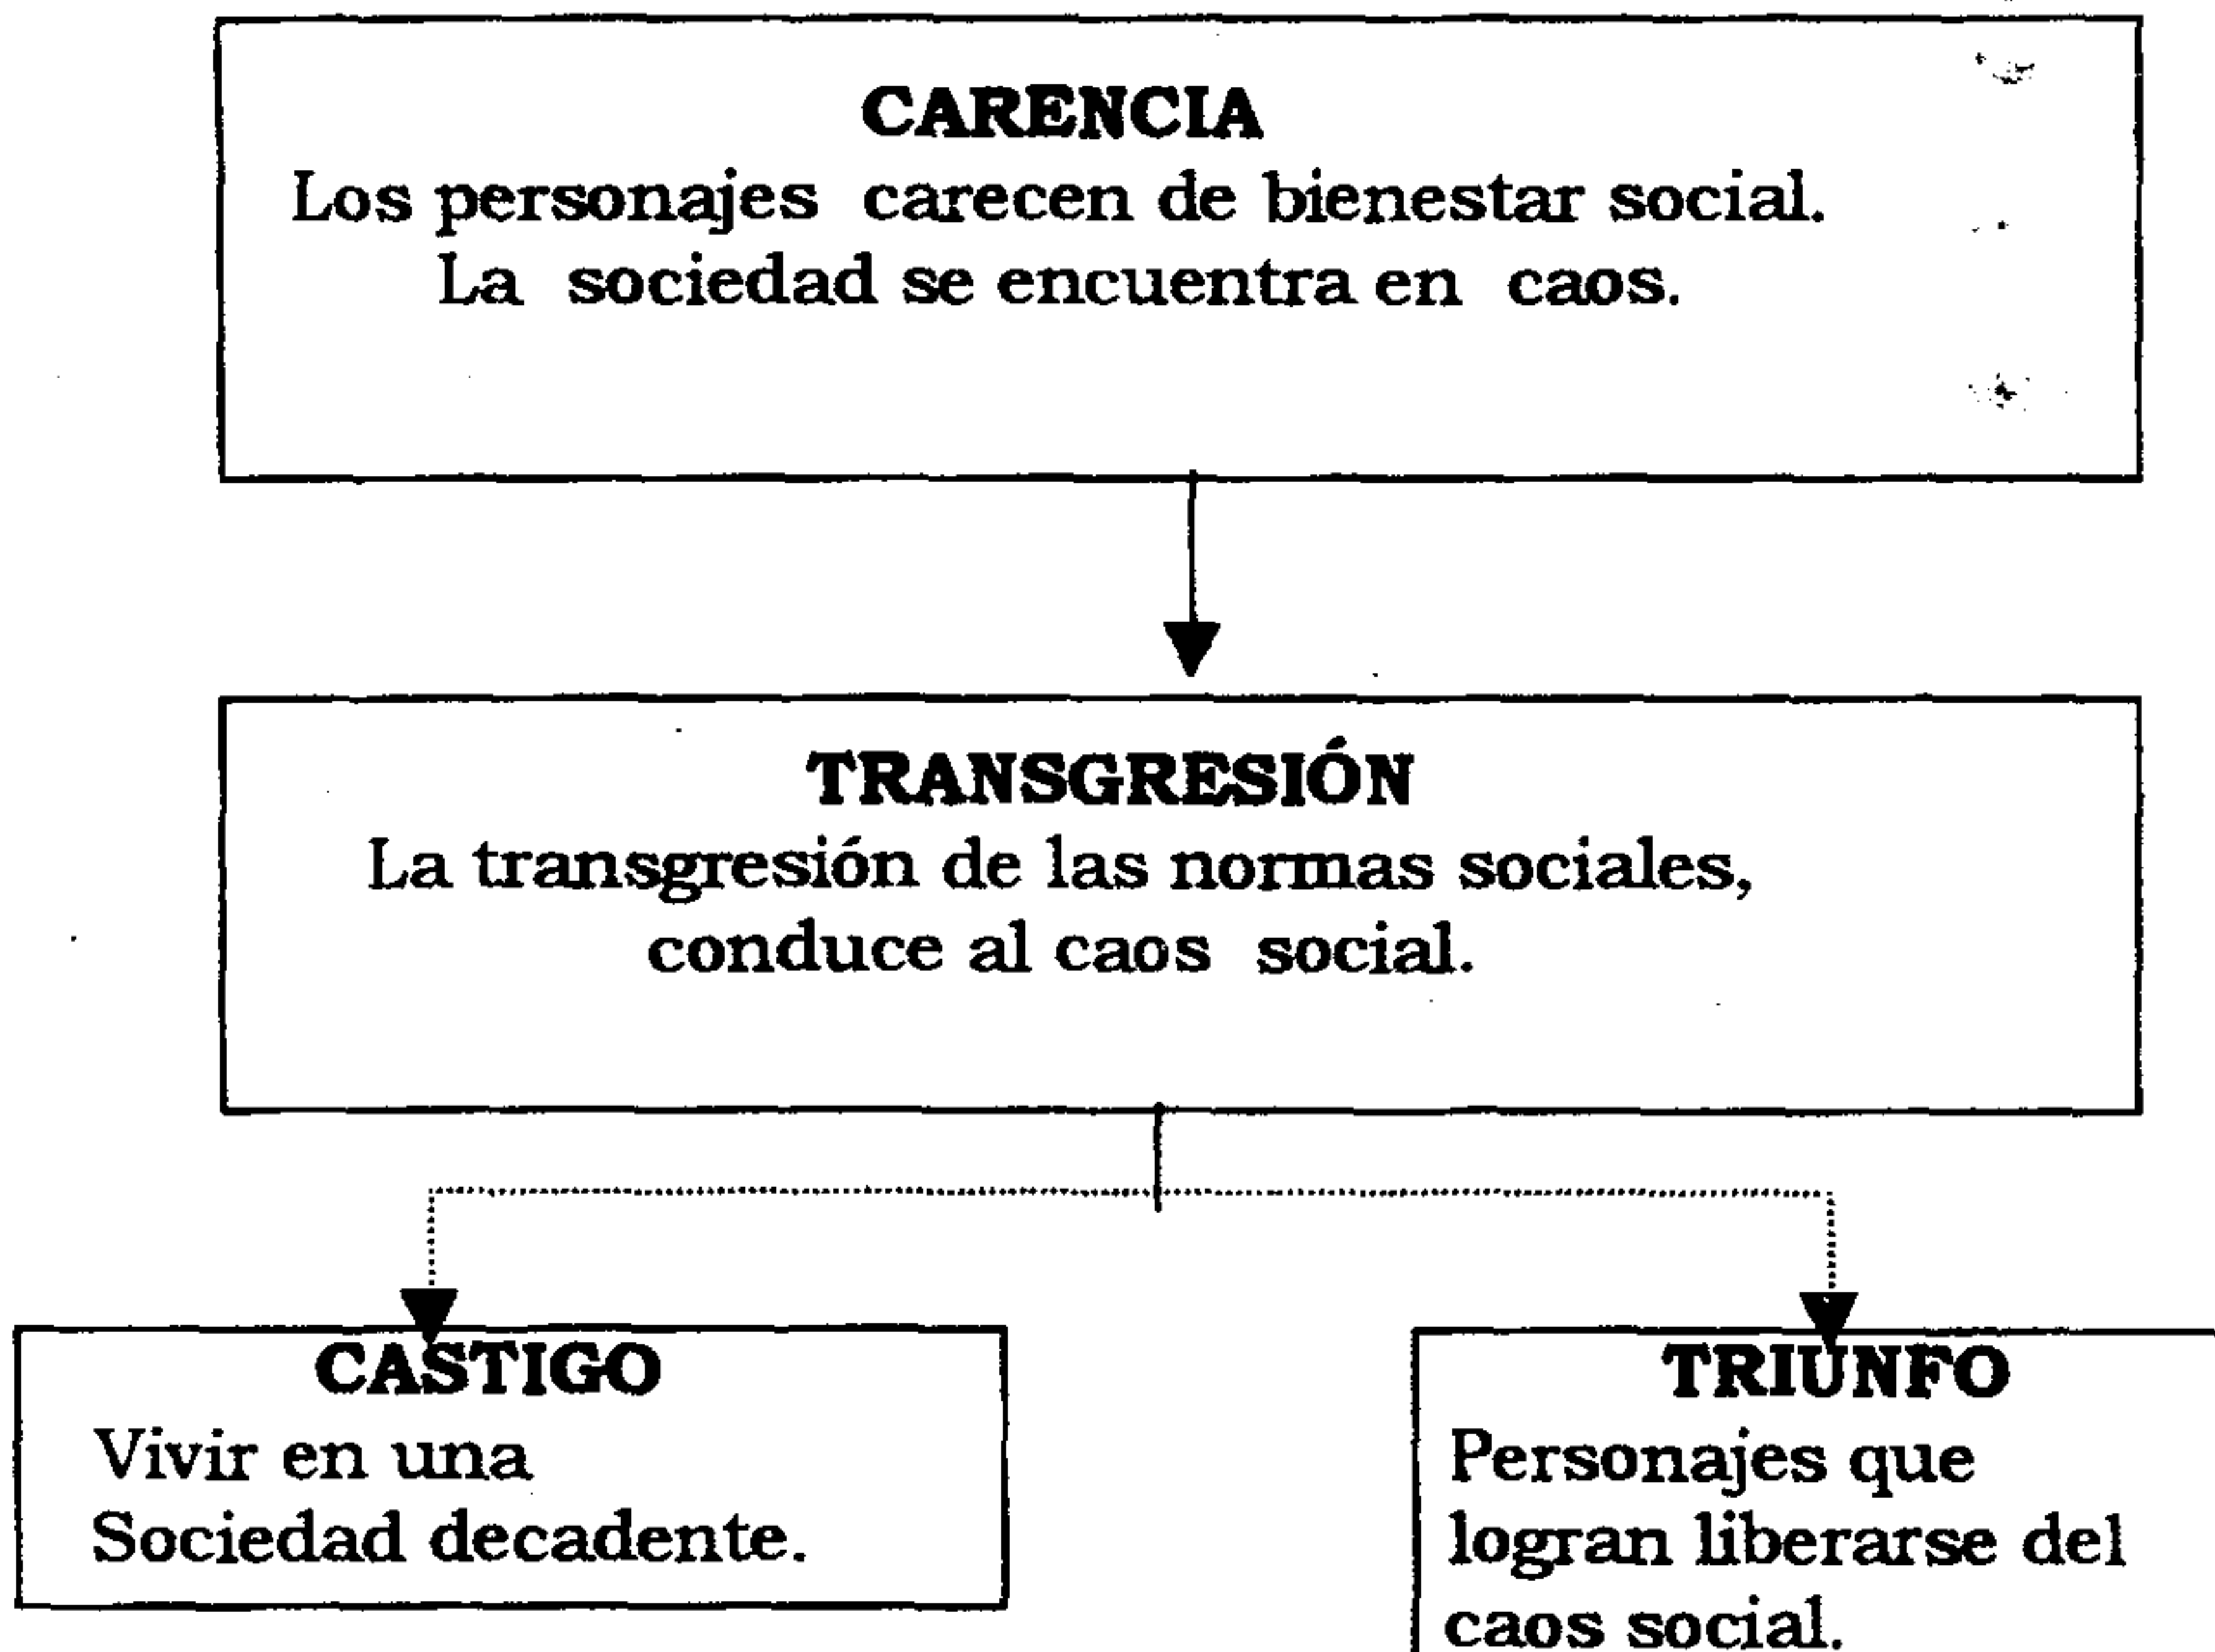 CARENCIA
Los personajes carecen de bienestar social.
La sociedad se encuentra en caos.
TRANSGRESIÓN
La transgresión de las normas sociales,
conduce al caos social.
CASTIGO
Vivir en una
Sociedad decadente.
TRIUNFO
Personajes que
logran liberarse del
caos social.